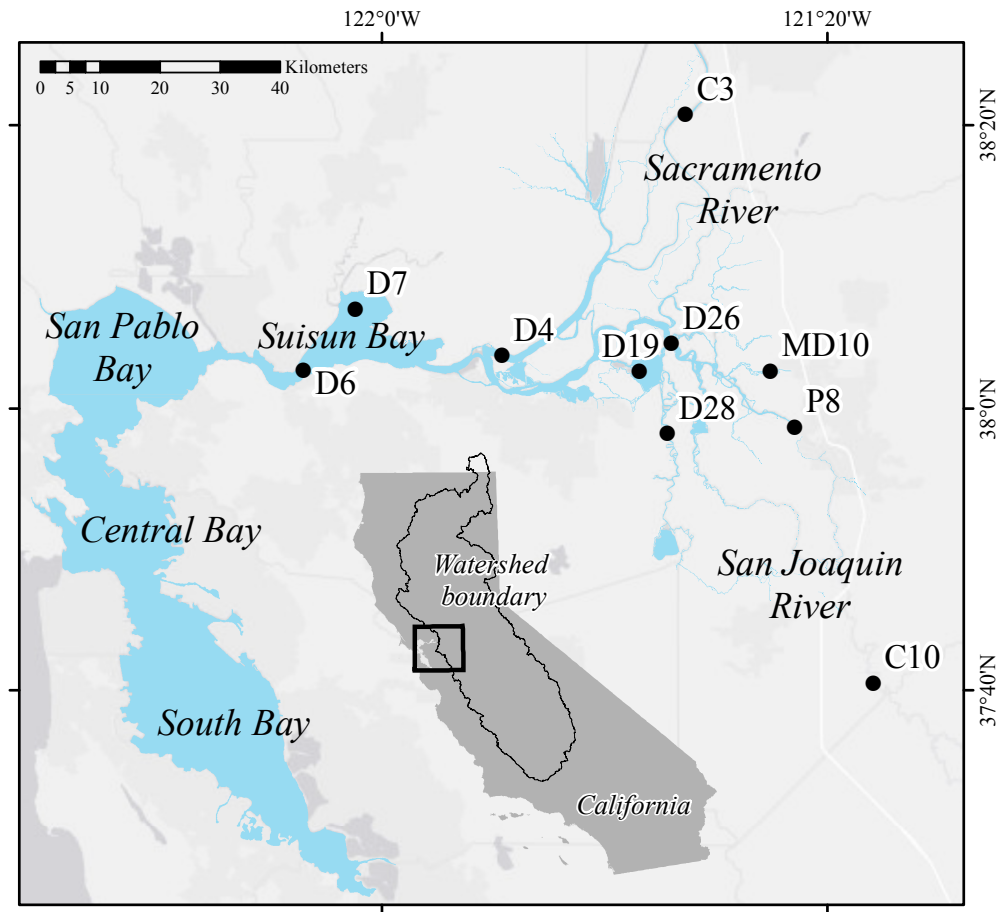 122°0'W
121°20'W
Kilometers
0 5 10 20 30 40
C3
38°20'N
Sacramento
River
D7
San Pablo
Bay
Suisun Bay
D26
D4
D19
MD10
D6
P8
D28
38°0'N
Central Bay
Watershed
boundary
San Joaquin
River
C10
37°40'N
South Bay
California